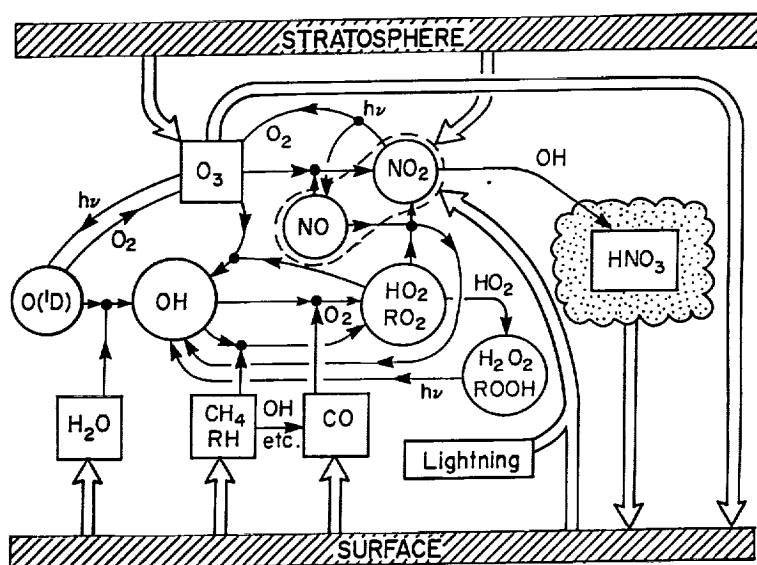 STRATOSPHERE
hν
O₂
OH
O₃
NO₂
hν
O₂
NO
HNO₃
O(¹D)
OH
O₂
HO₂
RO₂
HO₂
H₂O₂
ROOH
hν
H₂O
CH₄
RH
OH
etc.
CO
Lightning
SURFACE